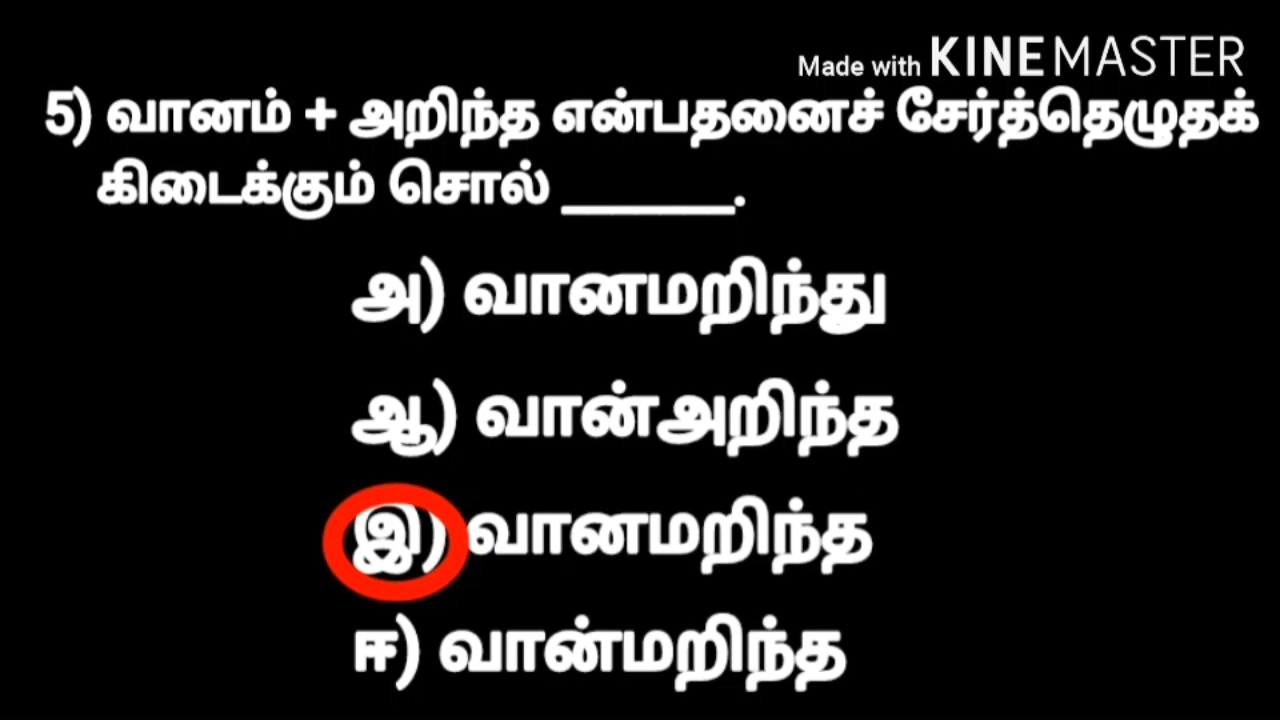 Made with KINEMASTER
5) வானம் + அறிந்த என்பதனைச் சேர்த்தெழுதக்
கிடைக்கும் சொல் ______.
அ) வானமறிந்து
ஆ) வான்அறிந்த
இ) வானமறிந்த
ஈ) வான்மறிந்த